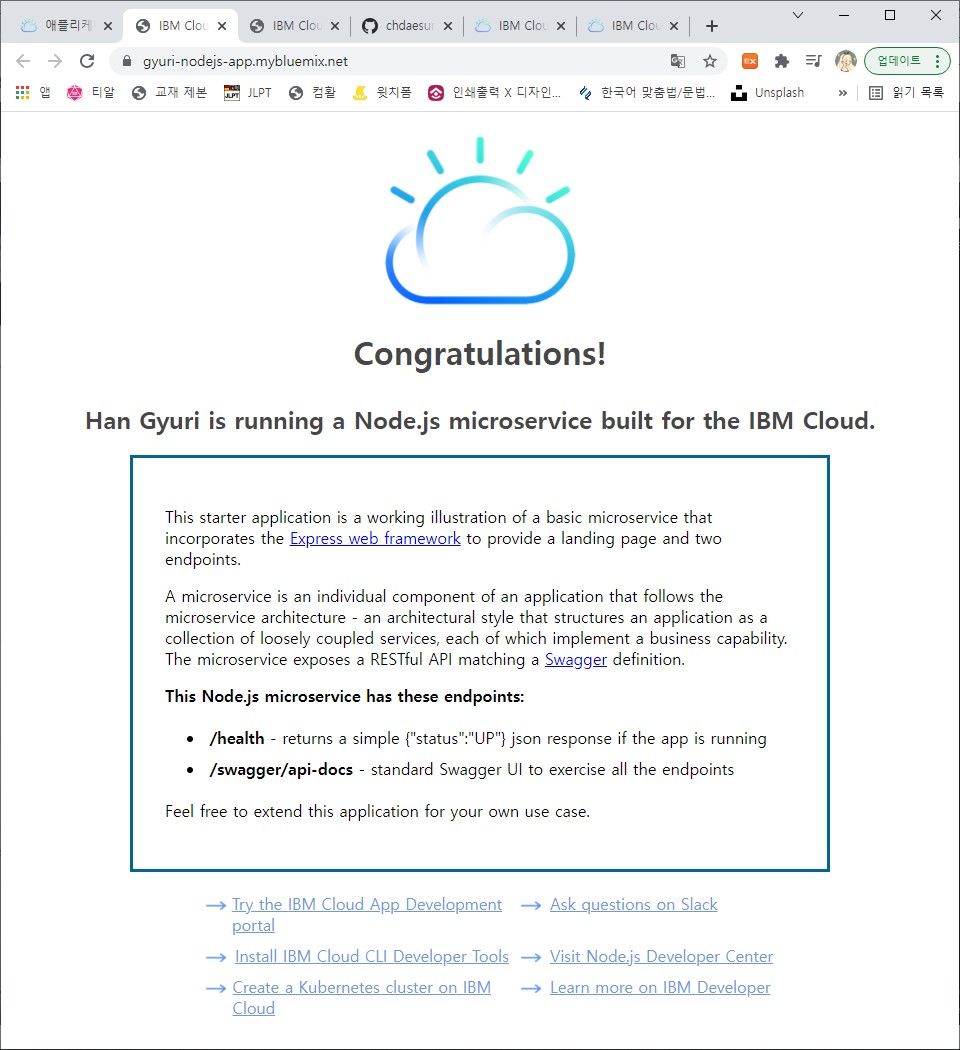 애플리케
IBM Clou
IBM Clou
chdaesun
IBM Clou
IBM Clou
gyuri-nodejs-app.mybluemix.net
업데이트
앱
티알
교재 제본
JLPT
컴활
윗치폼
인쇄출력 X 디자인...
한국어 맞춤법/문법...
Unsplash
»
읽기 목록
Congratulations!
Han Gyuri is running a Node.js microservice built for the IBM Cloud.
This starter application is a working illustration of a basic microservice that
incorporates the Express web framework to provide a landing page and two
endpoints.
A microservice is an individual component of an application that follows the
microservice architecture - an architectural style that structures an application as a
collection of loosely coupled services, each of which implement a business capability.
The microservice exposes a RESTful API matching a Swagger definition.
This Node.js microservice has these endpoints:
• /health - returns a simple {"status":"UP"} json response if the app is running
• /swagger/api-docs - standard Swagger UI to exercise all the endpoints
Feel free to extend this application for your own use case.
Try the IBM Cloud App Development
portal
Ask questions on Slack
Install IBM Cloud CLI Developer Tools
Visit Node.js Developer Center
Create a Kubernetes cluster on IBM
Cloud
Learn more on IBM Developer